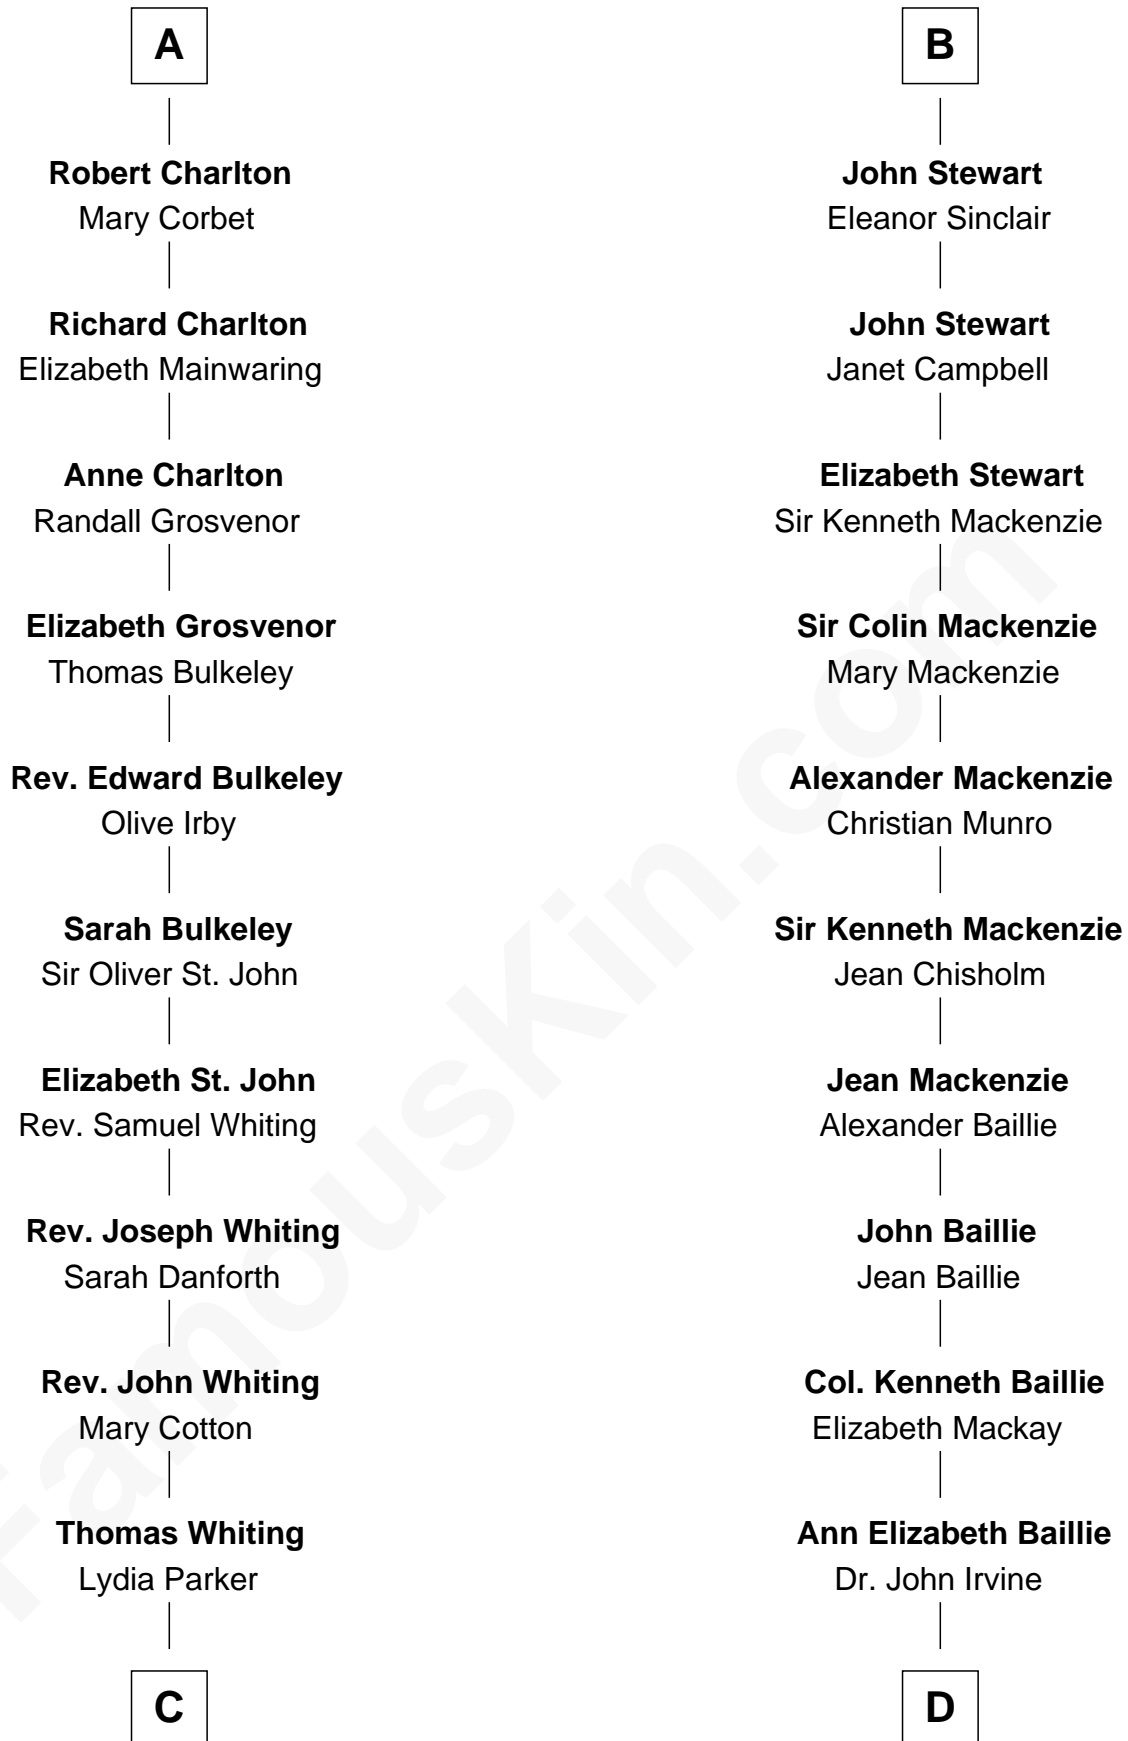 A
Robert Charlton
Mary Corbet
Richard Charlton
Elizabeth Mainwaring
Anne Charlton
Randall Grosvenor
Elizabeth Grosvenor
Thomas Bulkeley
Rev. Edward Bulkeley
Olive Irby
Sarah Bulkeley
Sir Oliver St. John
Elizabeth St. John
Rev. Samuel Whiting
Rev. Joseph Whiting
Sarah Danforth
Rev. John Whiting
Mary Cotton
Thomas Whiting
Lydia Parker
C
B
John Stewart
Eleanor Sinclair
John Stewart
Janet Campbell
Elizabeth Stewart
Sir Kenneth Mackenzie
Sir Colin Mackenzie
Mary Mackenzie
Alexander Mackenzie
Christian Munro
Sir Kenneth Mackenzie
Jean Chisholm
Jean Mackenzie
Alexander Baillie
John Baillie
Jean Baillie
Col. Kenneth Baillie
Elizabeth Mackay
Ann Elizabeth Baillie
Dr. John Irvine
D
FamousKin.com